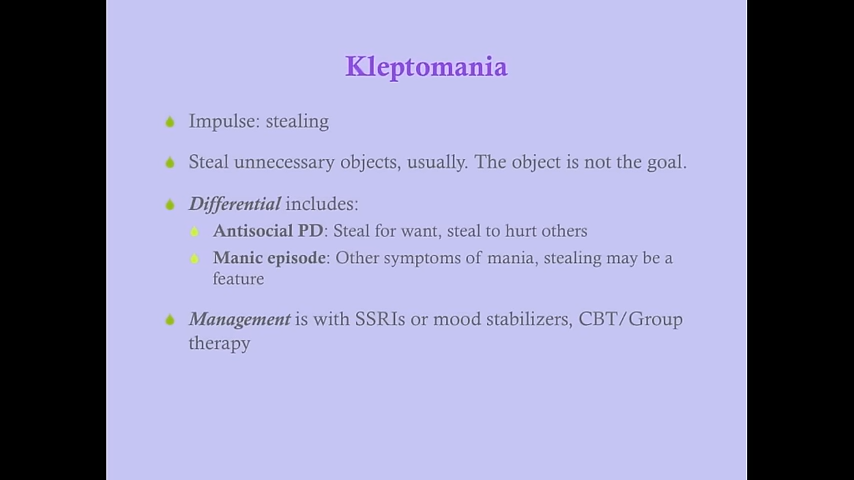 Kleptomania
Impulse: stealing
Steal unnecessary objects, usually. The object is not the goal.
Differential includes:
Antisocial PD: Steal for want, steal to hurt others
Manic episode: Other symptoms of mania, stealing may be a
feature
Management is with SSRIs or mood stabilizers, CBT/Group
therapy